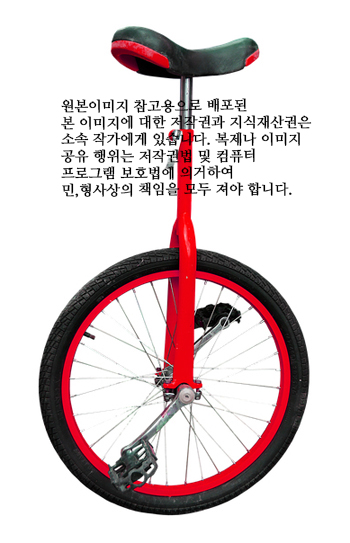 원본이미지 참고용으로 배포된
본 이미지에 대한 저작권과 지식재산권은
소속 작가에게 있습니다. 복제나 이미지
공유 행위는 저작권법 및 컴퓨터
프로그램 보호법에 의거하여
민,형사상의 책임을 모두 져야 합니다.